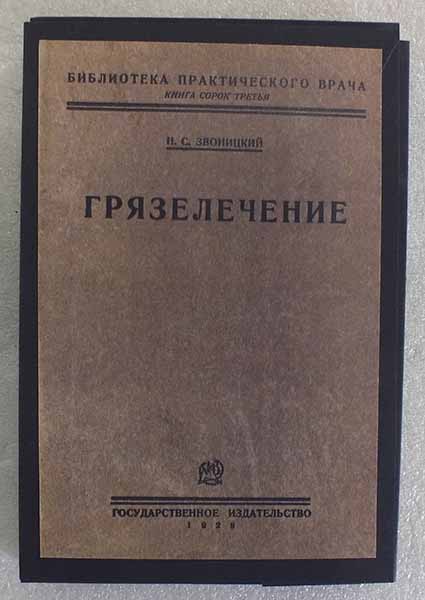 БИБЛИОТЕКА ПРАКТИЧЕСКОГО ВРАЧА
КНИГА СОРОК ТРЕТЬЯ
Н. С. ЗВОНИЦКИЙ
ГРЯЗЕЛЕЧЕНИЕ
ГОСУДАРСТВЕННОЕ ИЗДАТЕЛЬСТВО